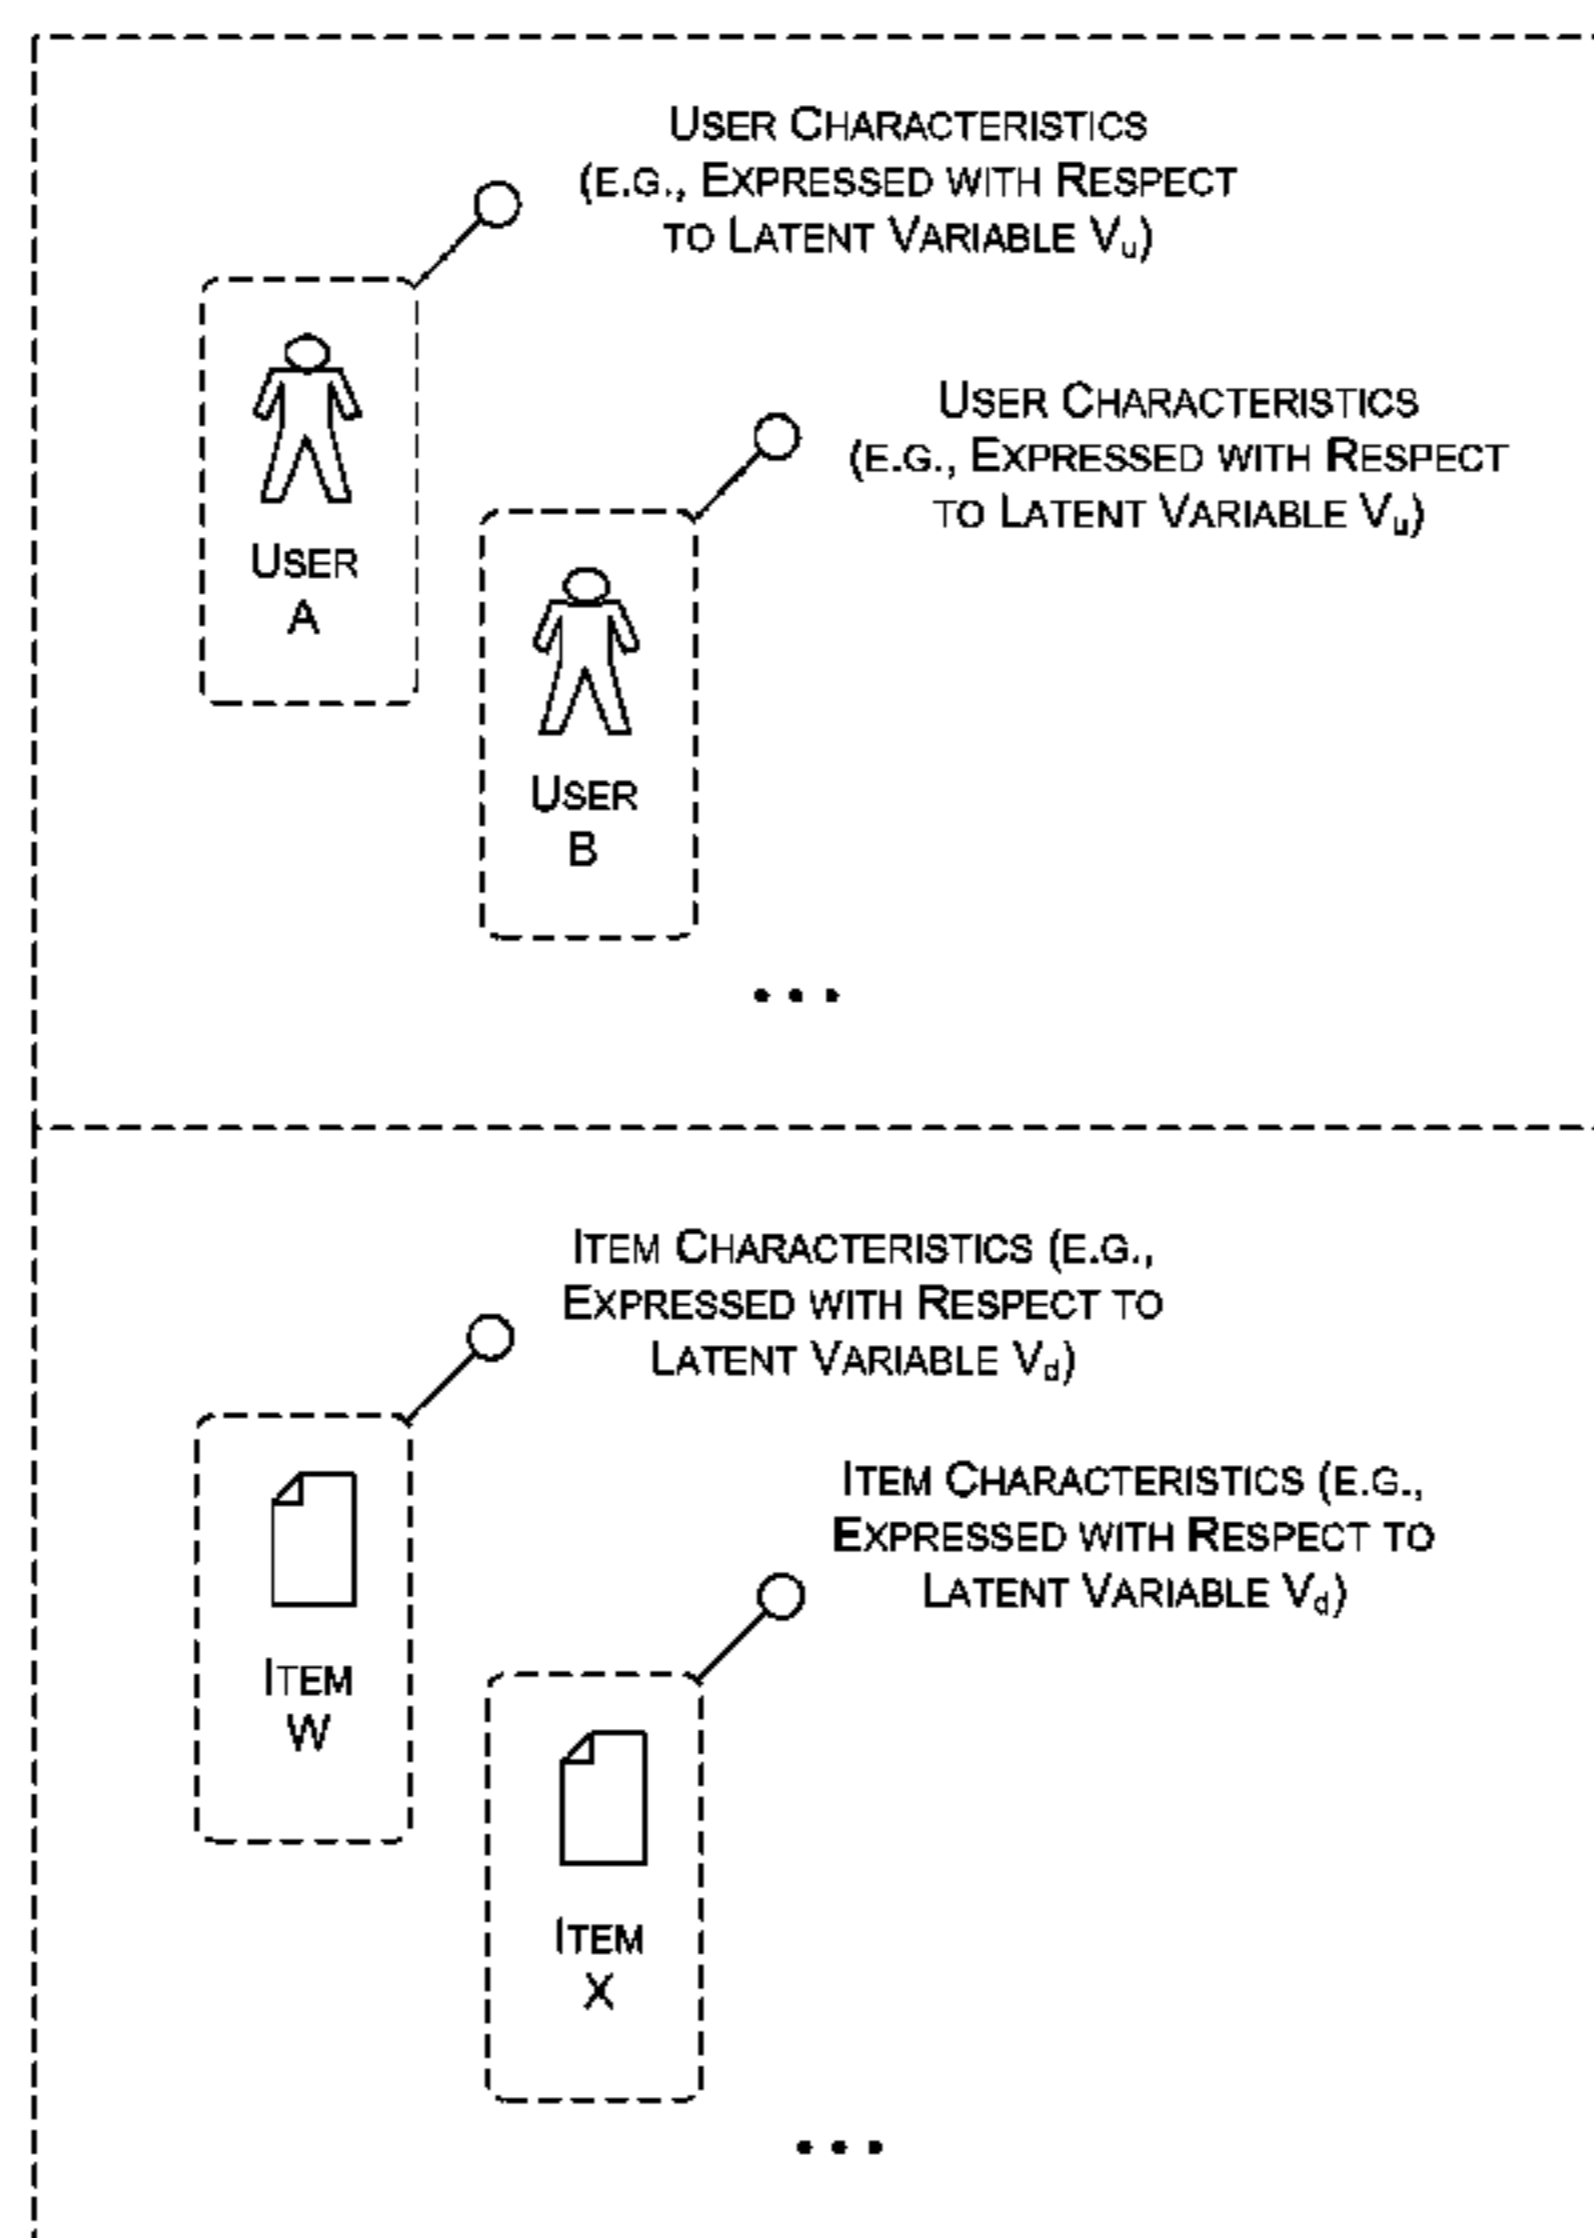 USER CHARACTERISTICS
(E.G., EXPRESSED WITH RESPECT
TO LATENT VARIABLE Vu)
USER
A
USER CHARACTERISTICS
(E.G., EXPRESSED WITH RESPECT
TO LATENT VARIABLE Vu)
USER
B
...
ITEM CHARACTERISTICS (E.G.,
EXPRESSED WITH RESPECT TO
LATENT VARIABLE Vd)
ITEM
W
ITEM CHARACTERISTICS (E.G.,
EXPRESSED WITH RESPECT TO
LATENT VARIABLE Vd)
ITEM
X
...